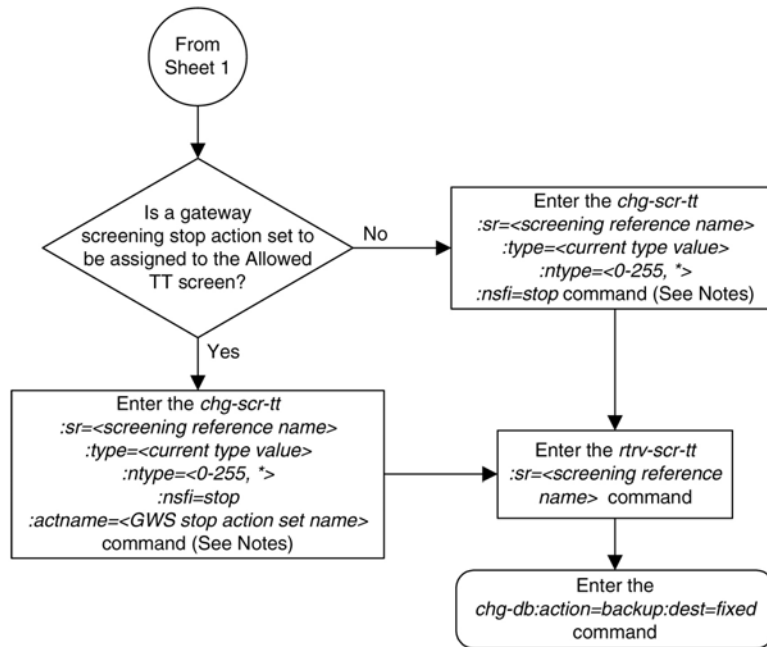 From
Sheet 1
Is a gateway
screening stop action set to
be assigned to the Allowed
TT screen?
No
Enter the chg-scr-tt
:sr=<screening reference name>
:type=<current type value>
:ntype=<0-255, *>
:nsfi=stop command (See Notes)
Yes
Enter the chg-scr-tt
:sr=<screening reference name>
:type=<current type value>
:ntype=<0-255, *>
:nsfi=stop
:actname=<GWS stop action set name>
command (See Notes)
Enter the rtrv-scr-tt
:sr=<screening reference
name> command
Enter the
chg-db:action=backup:dest=fixed
command